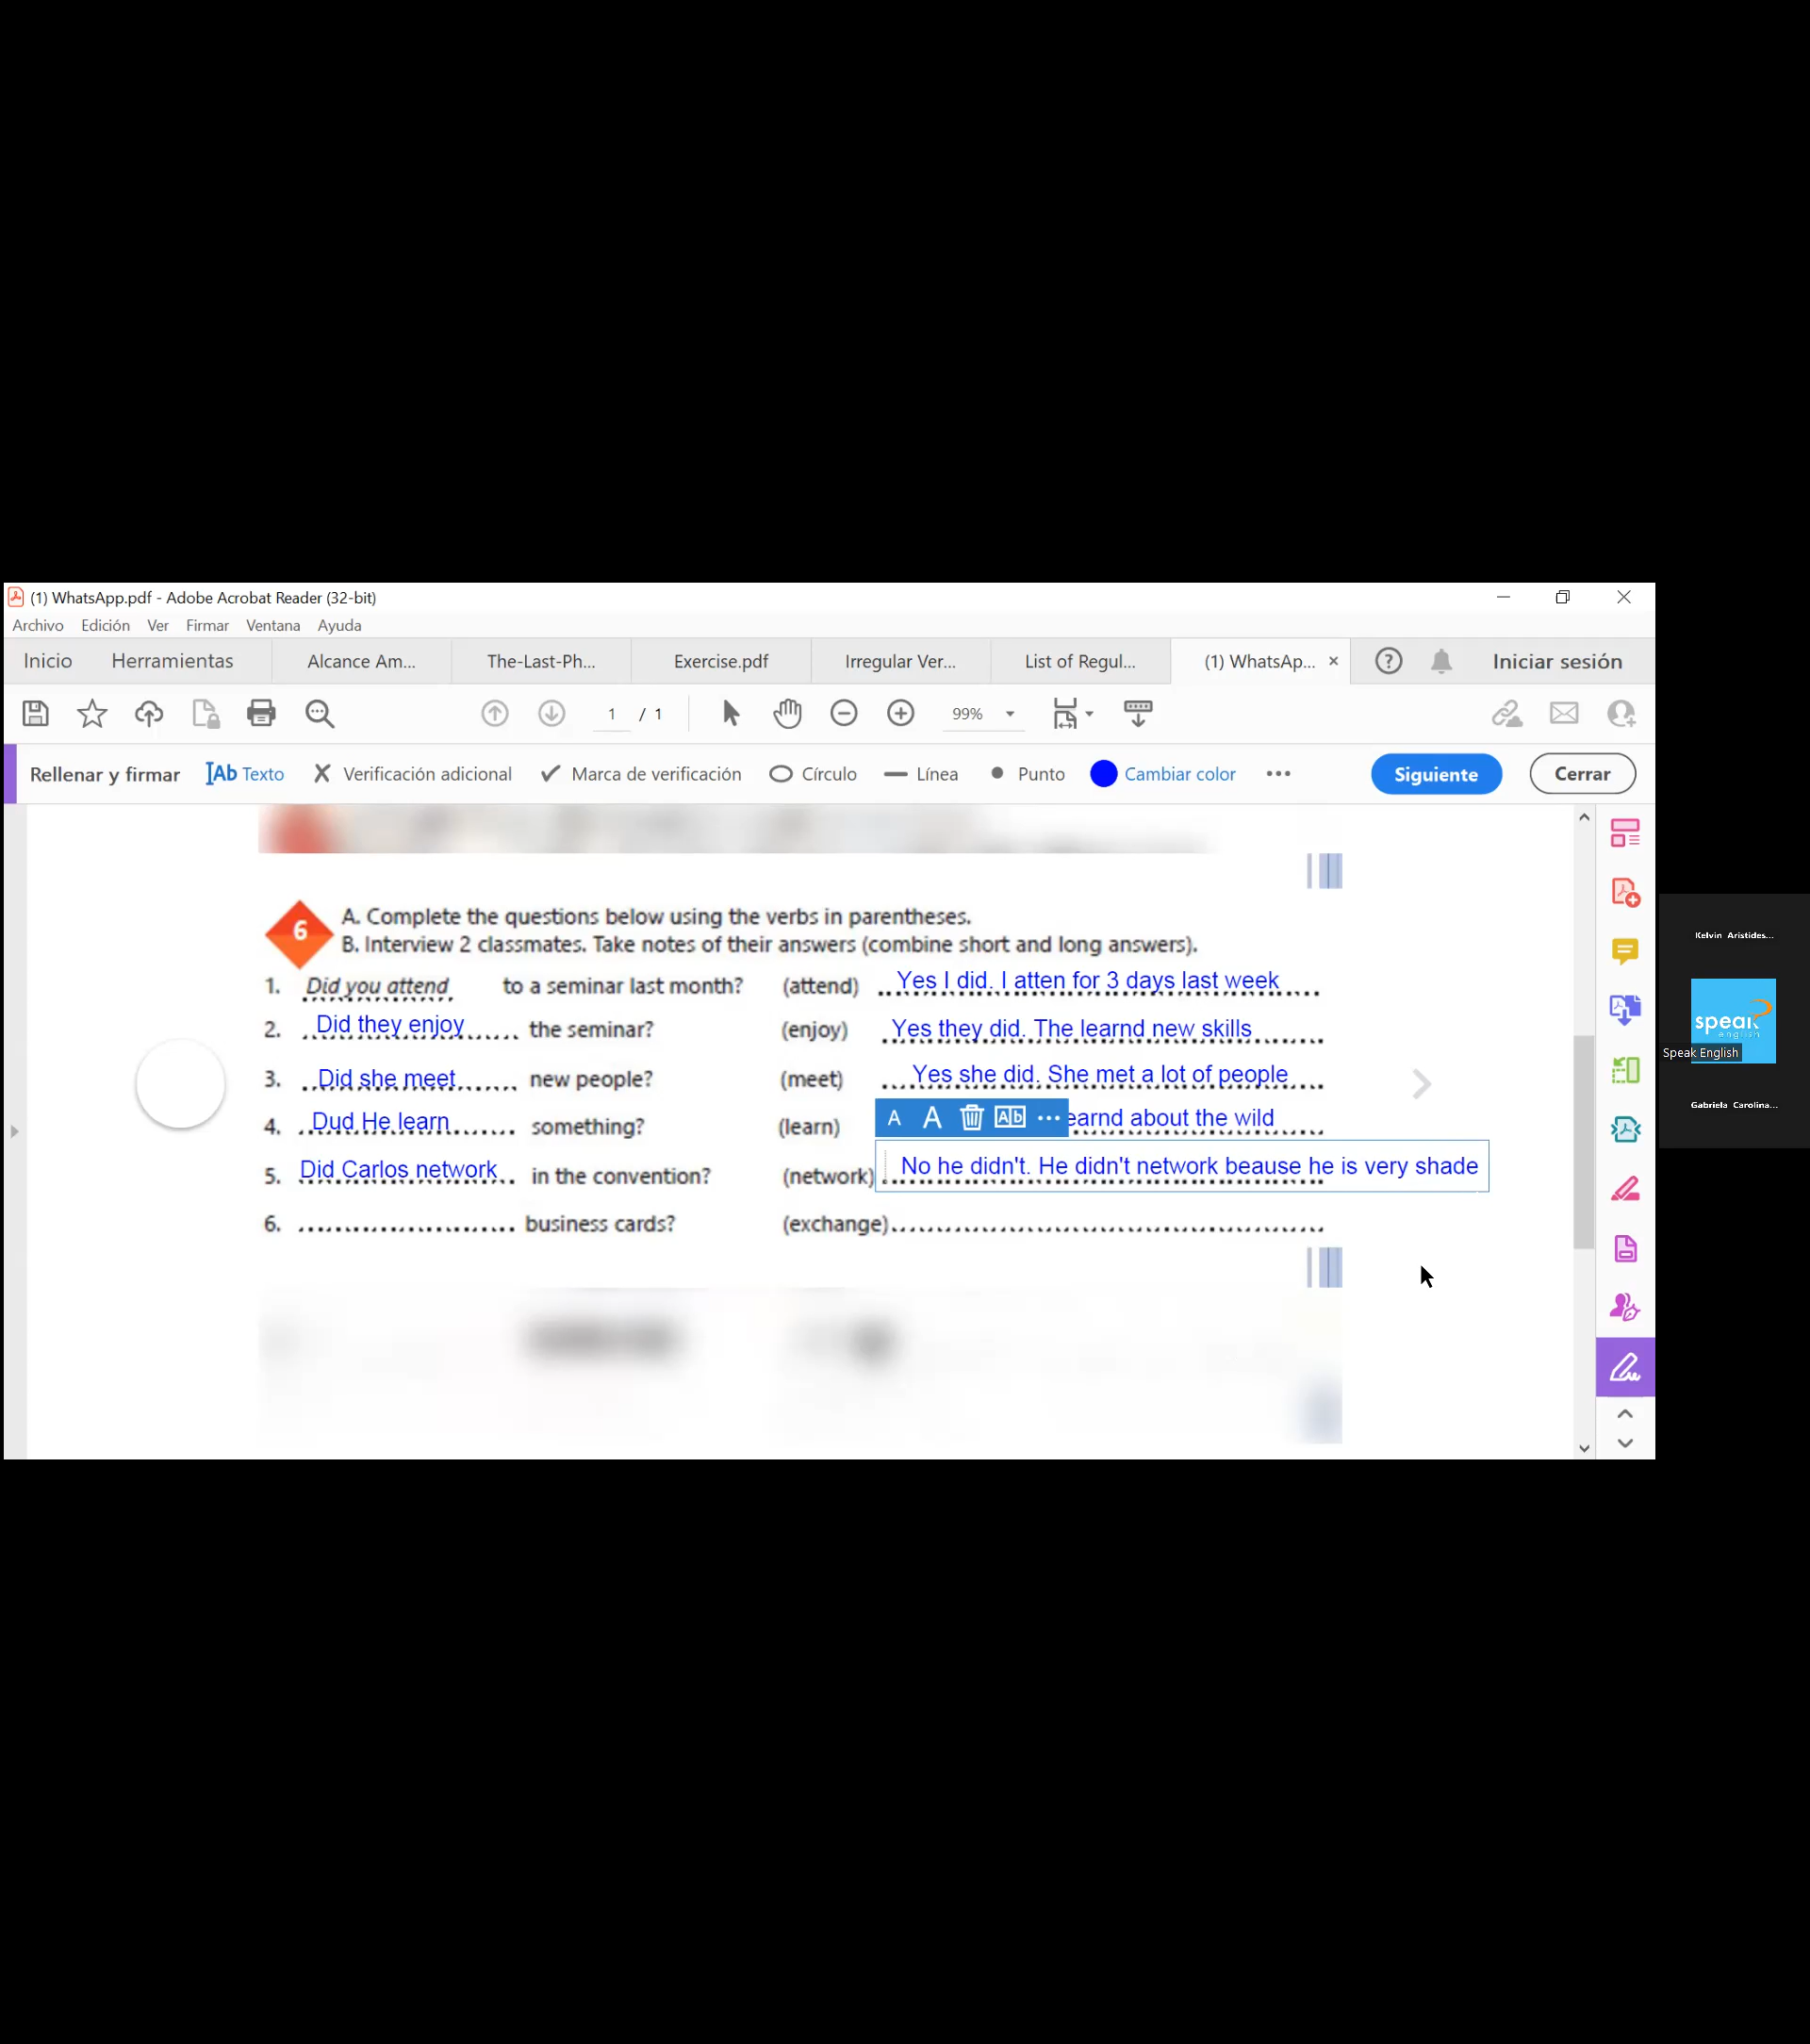 (1) WhatsApp.pdf - Adobe Acrobat Reader (32-bit)
Archivo Edición Ver Firmar Ventana Ayuda
Inicio Herramientas Alcance Am... The-Last-Ph... Exercise.pdf Irregular Ver... List of Regul... (1) WhatsAp... × ? Iniciar sesión
1 / 1 99%
Rellenar y firmar Ab Texto Verificación adicional Marca de verificación Círculo Línea Punto Cambiar color ... Siguiente Cerrar
6 A. Complete the questions below using the verbs in parentheses.
B. Interview 2 classmates. Take notes of their answers (combine short and long answers).
1. Did you attend to a seminar last month? (attend) Yes I did. I atten for 3 days last week
2. Did they enjoy the seminar? (enjoy) Yes they did. The learnd new skills
3. Did she meet new people? (meet) Yes she did. She met a lot of people
4. Dud He learn something? (learn) earnd about the wild
A A Ab ...
5. Did Carlos network in the convention? (network) No he didn't. He didn't network beause he is very shade
6. business cards? (exchange)
Kelvin Aristides...
speak
english
Speak English
Gabriela Carolina...